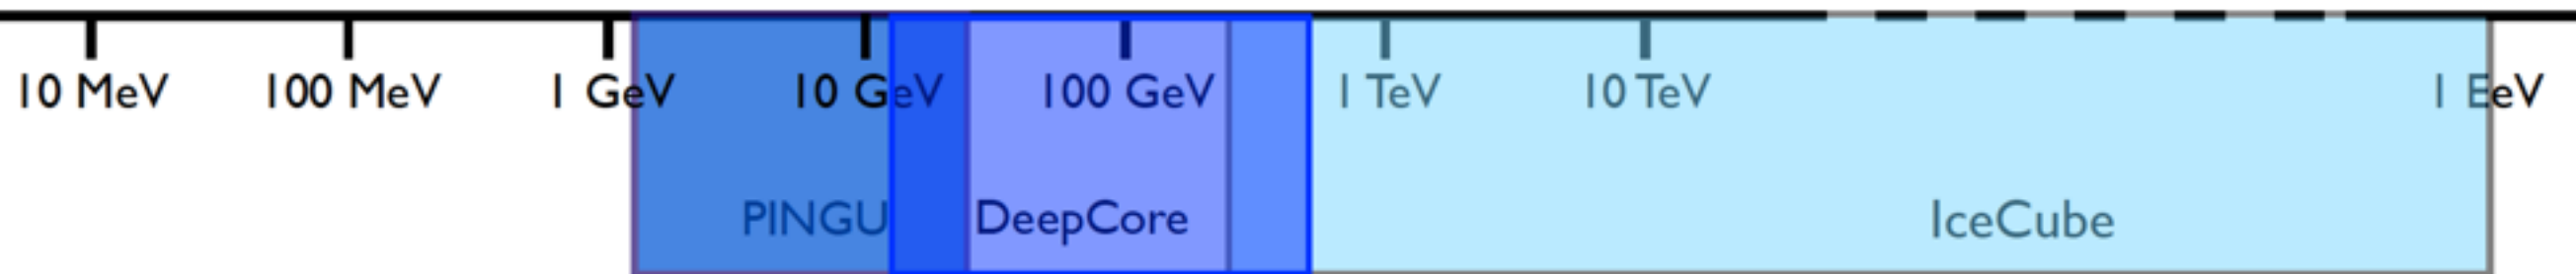 10 MeV 100 MeV 1 GeV 10 GeV 100 GeV 1 TeV 10 TeV 1 EeV
PINGU DeepCore IceCube